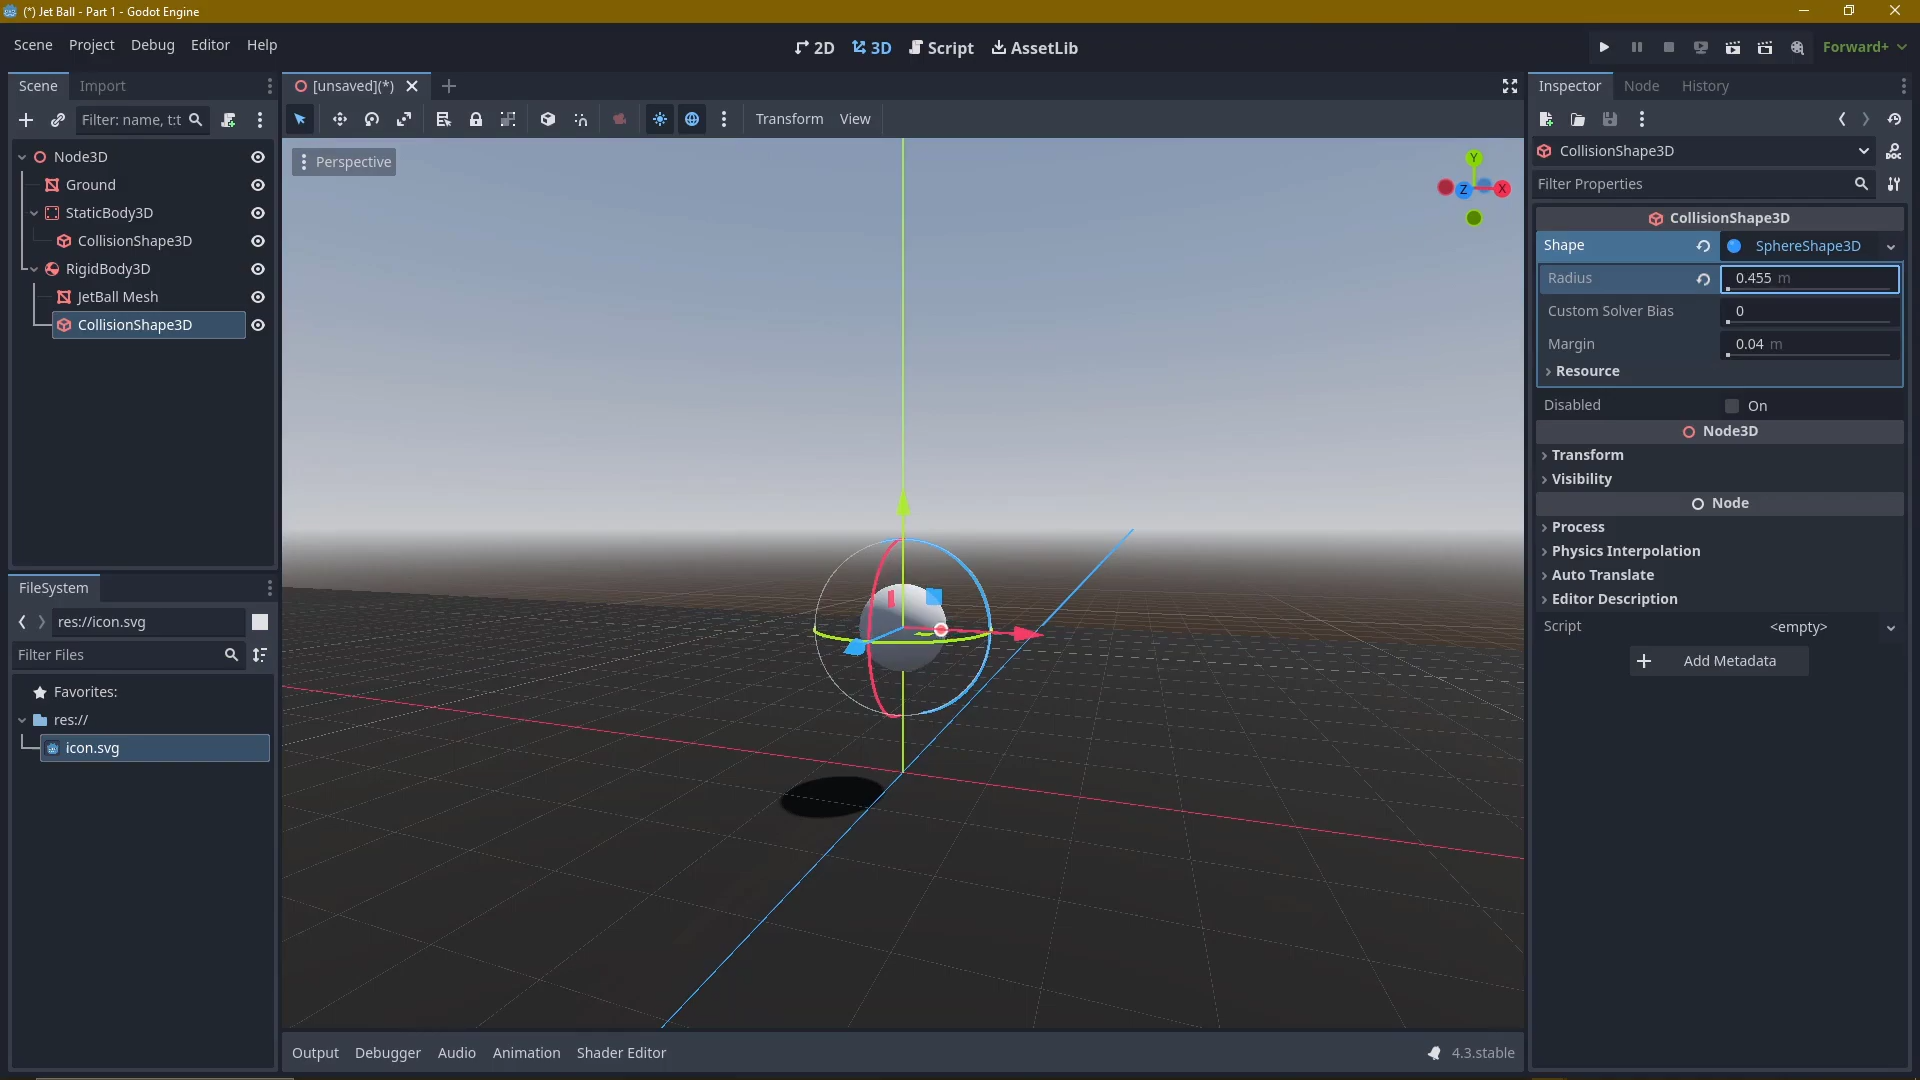 (*) Jet Ball - Part 1 - Godot Engine
Scene Project Debug Editor Help
2D 3D Script AssetLib
Forward+
Scene Import
Filter: name, t:t
Node3D
Ground
StaticBody3D
CollisionShape3D
RigidBody3D
JetBall Mesh
CollisionShape3D
FileSystem
res://icon.svg
Filter Files
Favorites:
res://
icon.svg
[unsaved](*)
Transform View
Perspective
Y
Z X
Output Debugger Audio Animation Shader Editor
4.3.stable
Inspector Node History
CollisionShape3D
DOC
Filter Properties
CollisionShape3D
Shape SphereShape3D
Radius 0.455 m
Custom Solver Bias 0
Margin 0.04 m
Resource
Disabled On
Node3D
Transform
Visibility
Node
Process
Physics Interpolation
Auto Translate
Editor Description
Script <empty>
Add Metadata